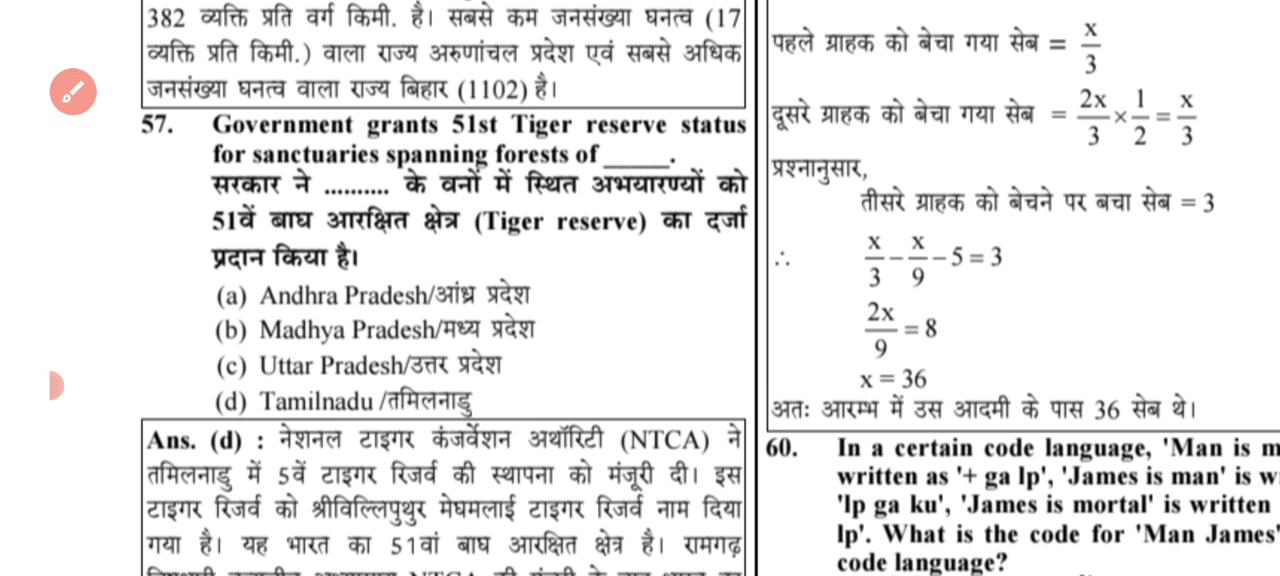 382 व्यक्ति प्रति वर्ग किमी. है। सबसे कम जनसंख्या घनत्व (17
व्यक्ति प्रति किमी.) वाला राज्य अरुणांचल प्रदेश एवं सबसे अधिक
जनसंख्या घनत्व वाला राज्य बिहार (1102) है।
57. Government grants 51st Tiger reserve status
for sanctuaries spanning forests of _____.
सरकार ने .......... के वनों में स्थित अभयारण्यों को
51वें बाघ आरक्षित क्षेत्र (Tiger reserve) का दर्जा
प्रदान किया है।
(a) Andhra Pradesh/आंध्र प्रदेश
(b) Madhya Pradesh/मध्य प्रदेश
(c) Uttar Pradesh/उत्तर प्रदेश
(d) Tamilnadu /तमिलनाडु
Ans. (d) : नेशनल टाइगर कंजर्वेशन अथॉरिटी (NTCA) ने
तमिलनाडु में 5वें टाइगर रिजर्व की स्थापना को मंजूरी दी। इस
टाइगर रिजर्व को श्रीविल्लिपुथुर मेघमलाई टाइगर रिजर्व नाम दिया
गया है। यह भारत का 51वां बाघ आरक्षित क्षेत्र है। रामगढ़
पहले ग्राहक को बेचा गया सेब = x/3
दूसरे ग्राहक को बेचा गया सेब = 2x/3 × 1/2 = x/3
प्रश्नानुसार,
तीसरे ग्राहक को बेचने पर बचा सेब = 3
∴ x/3 − x/9 − 5 = 3
2x/9 = 8
x = 36
अतः आरम्भ में उस आदमी के पास 36 सेब थे।
60. In a certain code language, 'Man is m
written as '+ ga lp', 'James is man' is w
'lp ga ku', 'James is mortal' is written
lp'. What is the code for 'Man James'
code language?